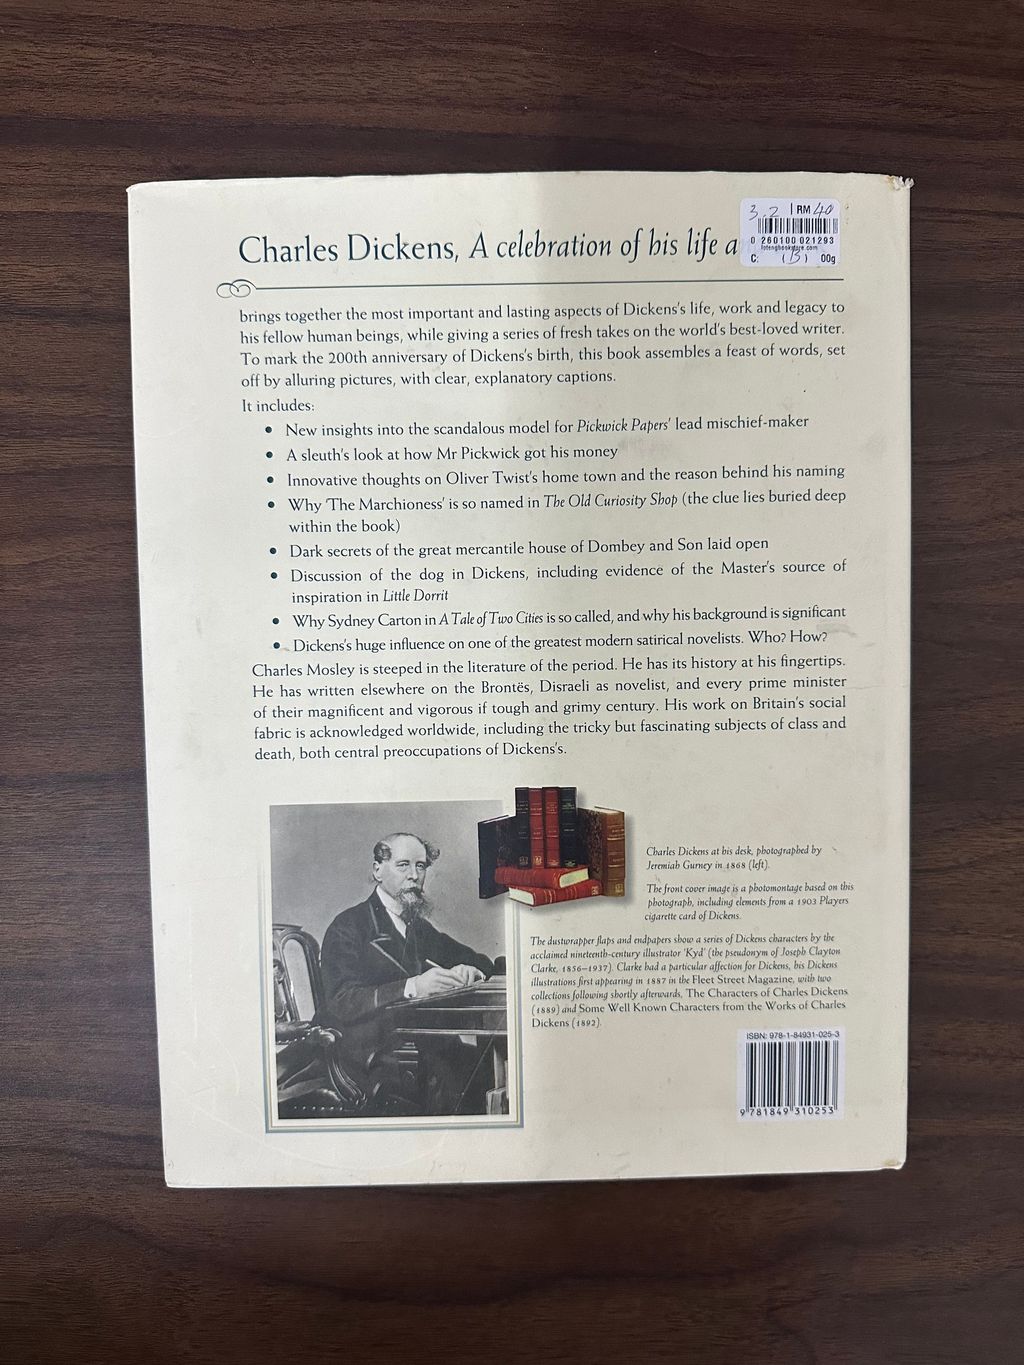 3.2 | RM 40
0 260100 021293
lotengbookstore.com
C: (B) 00g
Charles Dickens, A celebration of his life a
brings together the most important and lasting aspects of Dickens's life, work and legacy to
his fellow human beings, while giving a series of fresh takes on the world's best-loved writer.
To mark the 200th anniversary of Dickens's birth, this book assembles a feast of words, set
off by alluring pictures, with clear, explanatory captions.
It includes:
• New insights into the scandalous model for Pickwick Papers' lead mischief-maker
• A sleuth's look at how Mr Pickwick got his money
• Innovative thoughts on Oliver Twist's home town and the reason behind his naming
• Why 'The Marchioness' is so named in The Old Curiosity Shop (the clue lies buried deep
within the book)
• Dark secrets of the great mercantile house of Dombey and Son laid open
• Discussion of the dog in Dickens, including evidence of the Master's source of
inspiration in Little Dorrit
• Why Sydney Carton in A Tale of Two Cities is so called, and why his background is significant
• Dickens's huge influence on one of the greatest modern satirical novelists. Who? How?
Charles Mosley is steeped in the literature of the period. He has its history at his fingertips.
He has written elsewhere on the Brontës, Disraeli as novelist, and every prime minister
of their magnificent and vigorous if tough and grimy century. His work on Britain's social
fabric is acknowledged worldwide, including the tricky but fascinating subjects of class and
death, both central preoccupations of Dickens's.
Charles Dickens at his desk, photographed by
Jeremiah Gurney in 1868 (left).
The front cover image is a photomontage based on this
photograph, including elements from a 1903 Players
cigarette card of Dickens.
The dustwrapper flaps and endpapers show a series of Dickens characters by the
acclaimed nineteenth-century illustrator 'Kyd' (the pseudonym of Joseph Clayton
Clarke, 1856–1937). Clarke had a particular affection for Dickens, his Dickens
illustrations first appearing in 1887 in the Fleet Street Magazine, with two
collections following shortly afterwards, The Characters of Charles Dickens
(1889) and Some Well Known Characters from the Works of Charles
Dickens (1892).
ISBN: 978-1-84931-025-3
9 781849 310253